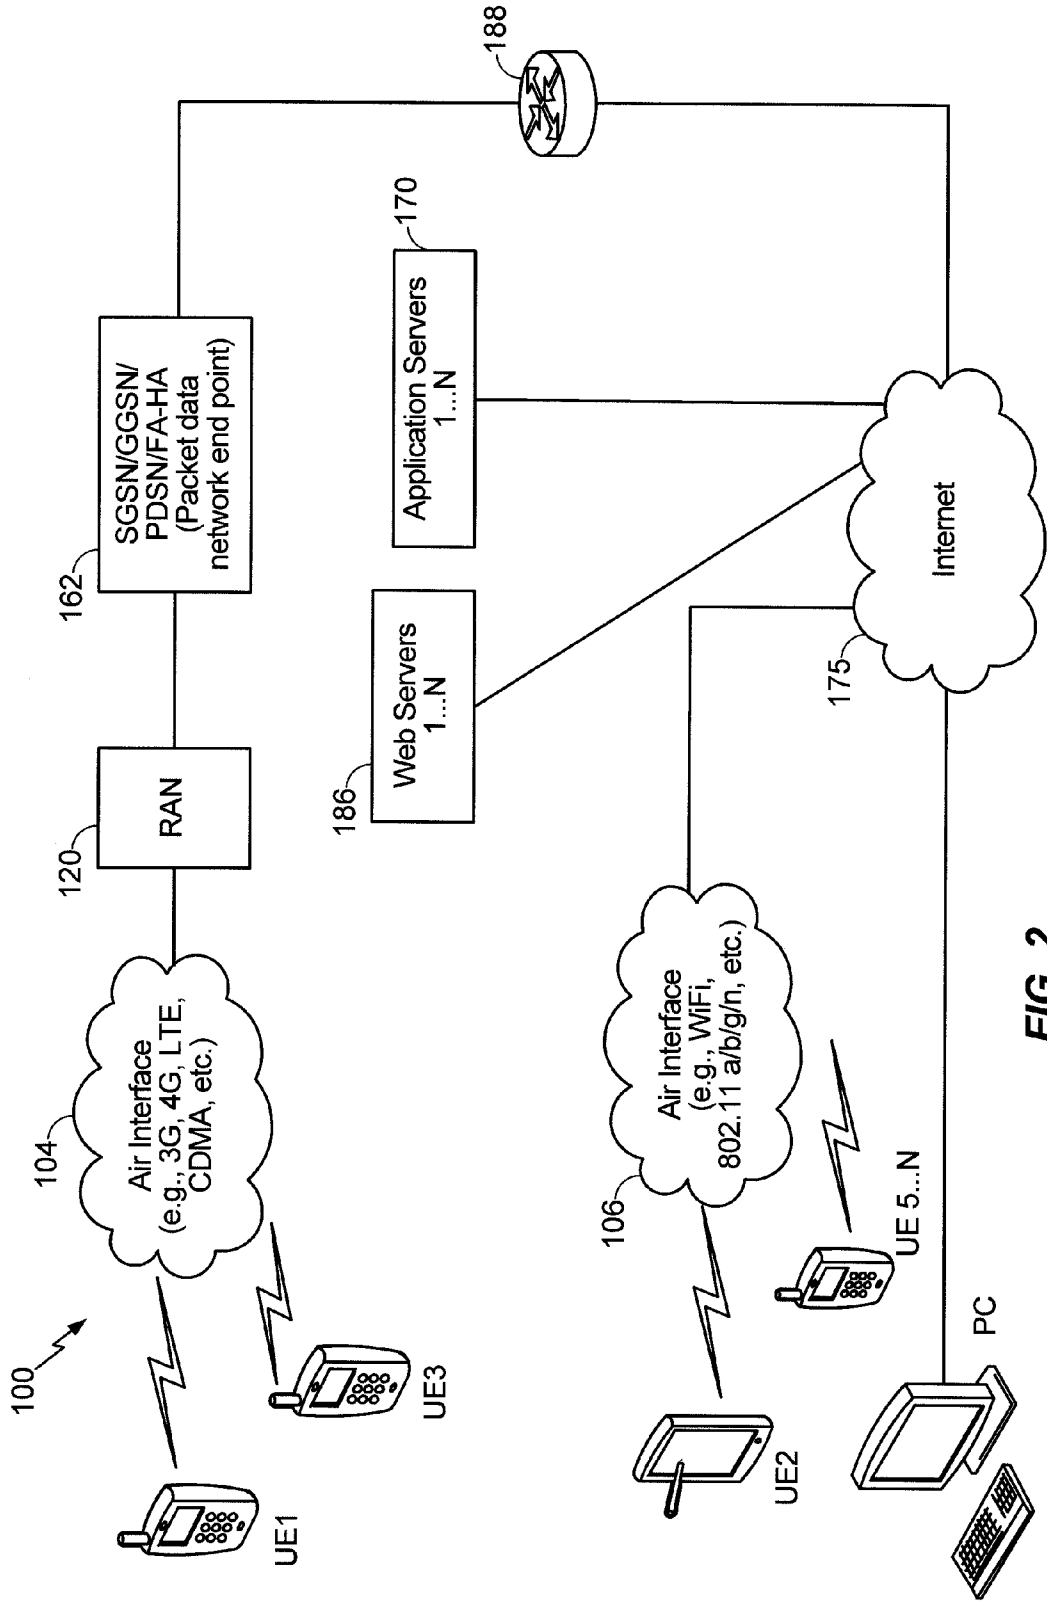 100
UE1
UE3
104
Air Interface
(e.g., 3G, 4G, LTE,
CDMA, etc.)
120
RAN
162
SGSN/GGSN/
PDSN/FA-HA
(Packet data
network end point)
188
170
Application Servers
1...N
186
Web Servers
1...N
106
Air Interface
(e.g., WiFi,
802.11 a/b/g/n, etc.)
UE2
UE 5...N
PC
175
Internet
FIG. 2